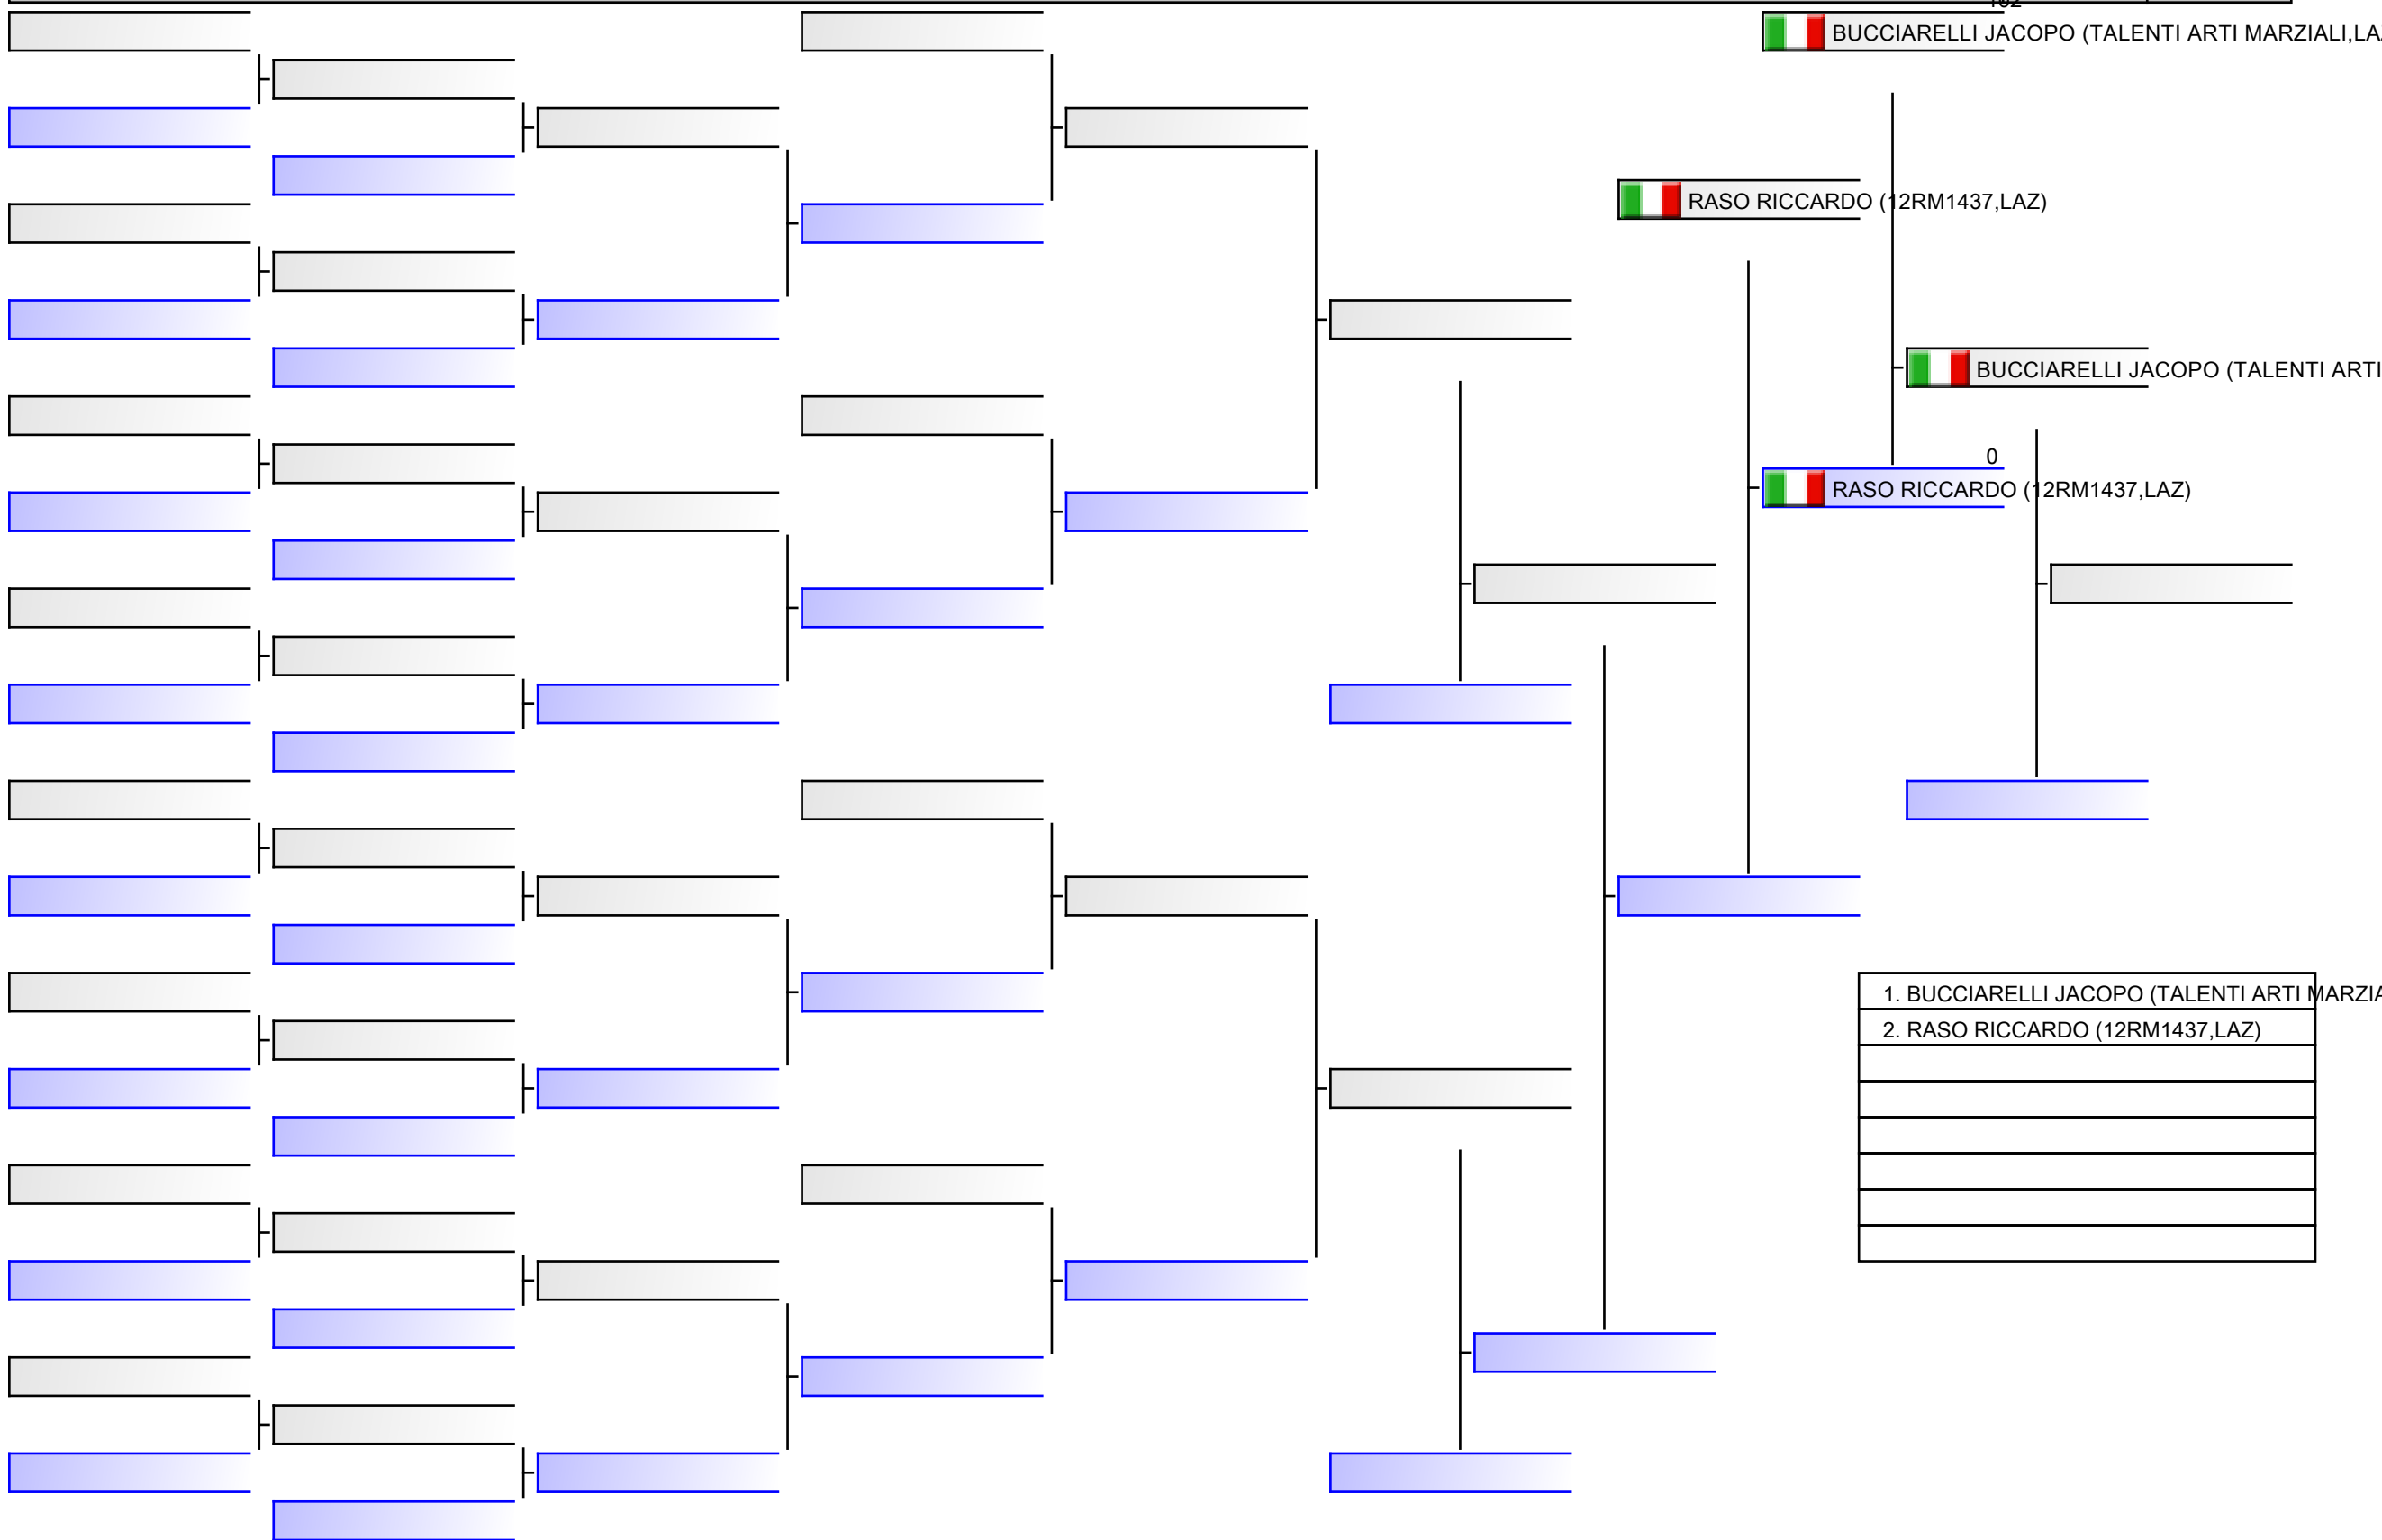 BUCCIARELLI JACOPO (TALENTI ARTI MARZIALI,LAZ
RASO RICCARDO (12RM1437,LAZ)
BUCCIARELLI JACOPO (TALENTI ARTI
0
RASO RICCARDO (12RM1437,LAZ)
1. BUCCIARELLI JACOPO (TALENTI ARTI MARZIA
2. RASO RICCARDO (12RM1437,LAZ)